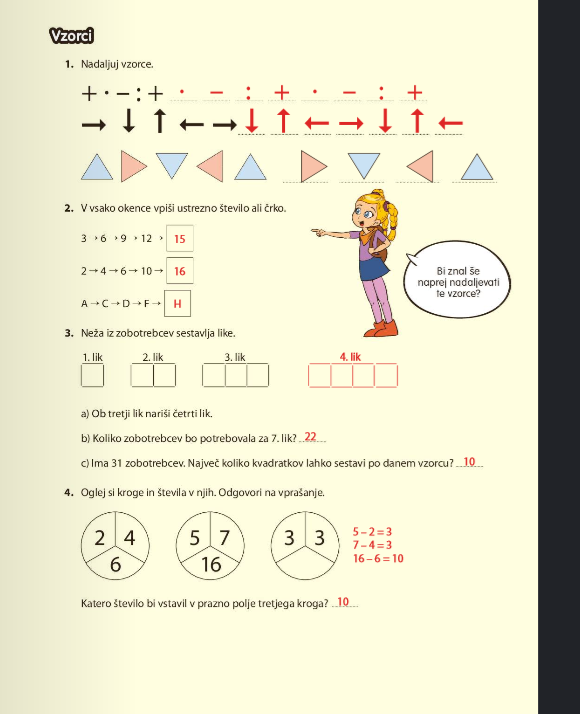 Vzorci
1. Nadaljuj vzorce.
+ · − : + · − : + · − : +
→ ↓ ↑ ← → ↓ ↑ ← → ↓ ↑ ←
2. V vsako okence vpiši ustrezno število ali črko.
3 → 6 → 9 → 12 → 15
2 → 4 → 6 → 10 → 16
A → C → D → F → H
Bi znal še
naprej nadaljevati
te vzorce?
3. Neža iz zobotrebcev sestavlja like.
1. lik 2. lik 3. lik 4. lik
a) Ob tretji lik nariši četrti lik.
b) Koliko zobotrebcev bo potrebovala za 7. lik? 22
c) Ima 31 zobotrebcev. Največ koliko kvadratkov lahko sestavi po danem vzorcu? 10
4. Oglej si kroge in števila v njih. Odgovori na vprašanje.
2 4 5 7 3 3
6 16
5 – 2 = 3
7 – 4 = 3
16 – 6 = 10
Katero število bi vstavil v prazno polje tretjega kroga? 10